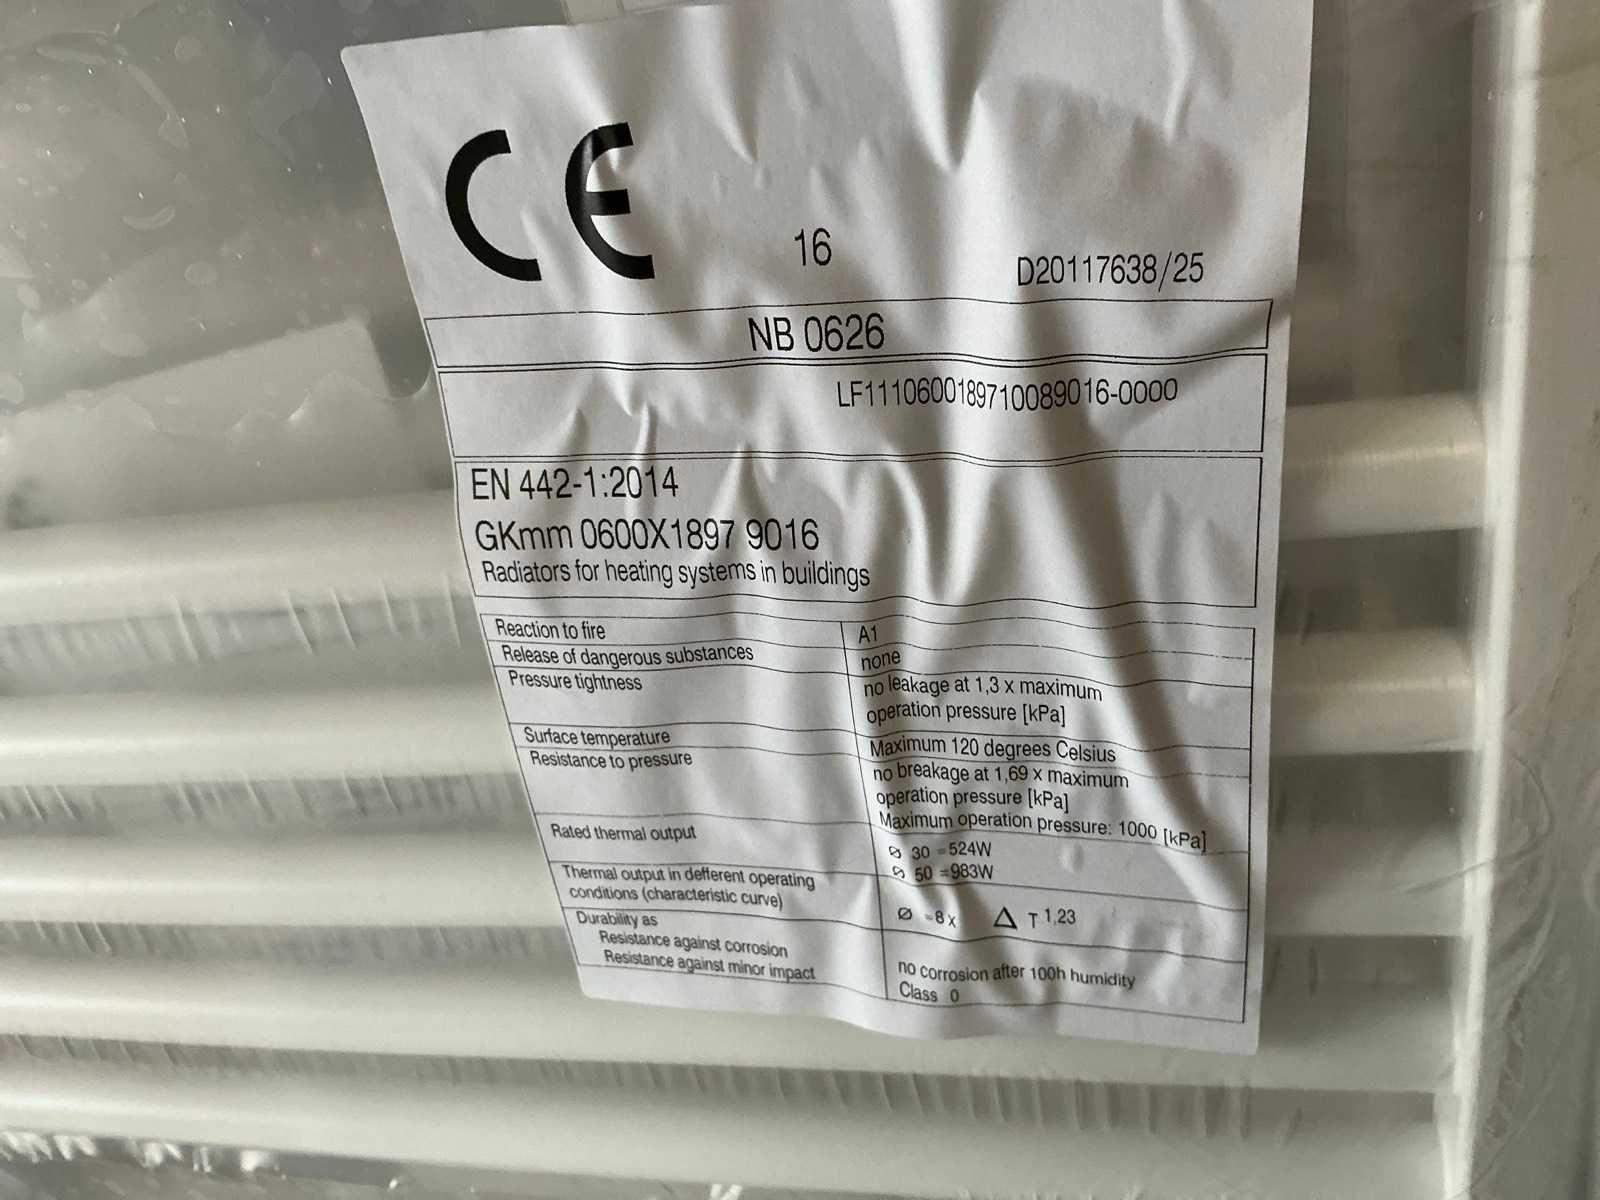 CE
16
D20117638/25
NB 0626
LF1110600189710089016-0000
EN 442-1:2014
GKmm 0600X1897 9016
Radiators for heating systems in buildings
Reaction to fire A1
Release of dangerous substances none
Pressure tightness no leakage at 1,3 x maximum
operation pressure [kPa]
Surface temperature Maximum 120 degrees Celsius
Resistance to pressure no breakage at 1,69 x maximum
operation pressure [kPa]
Maximum operation pressure: 1000 [kPa]
Rated thermal output ⌀ 30 =524W
⌀ 50 =983W
Thermal output in defferent operating
conditions (characteristic curve) ⌀ =8 x △ T 1,23
Durability as
Resistance against corrosion no corrosion after 100h humidity
Resistance against minor impact Class 0